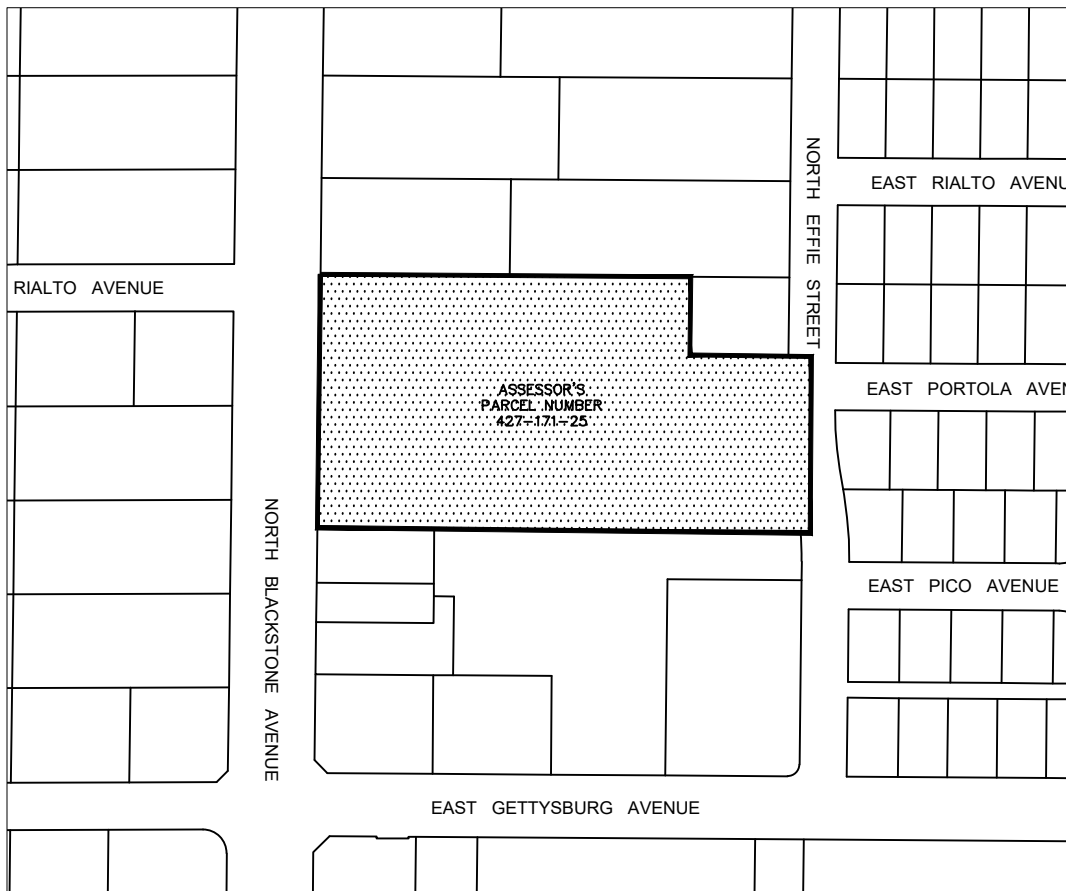 NORTH EFFIE STREET
EAST RIALTO AVENU
RIALTO AVENUE
ASSESSOR'S
PARCEL NUMBER
427-171-25
EAST PORTOLA AVEN
NORTH BLACKSTONE AVENUE
EAST PICO AVENUE
EAST GETTYSBURG AVENUE